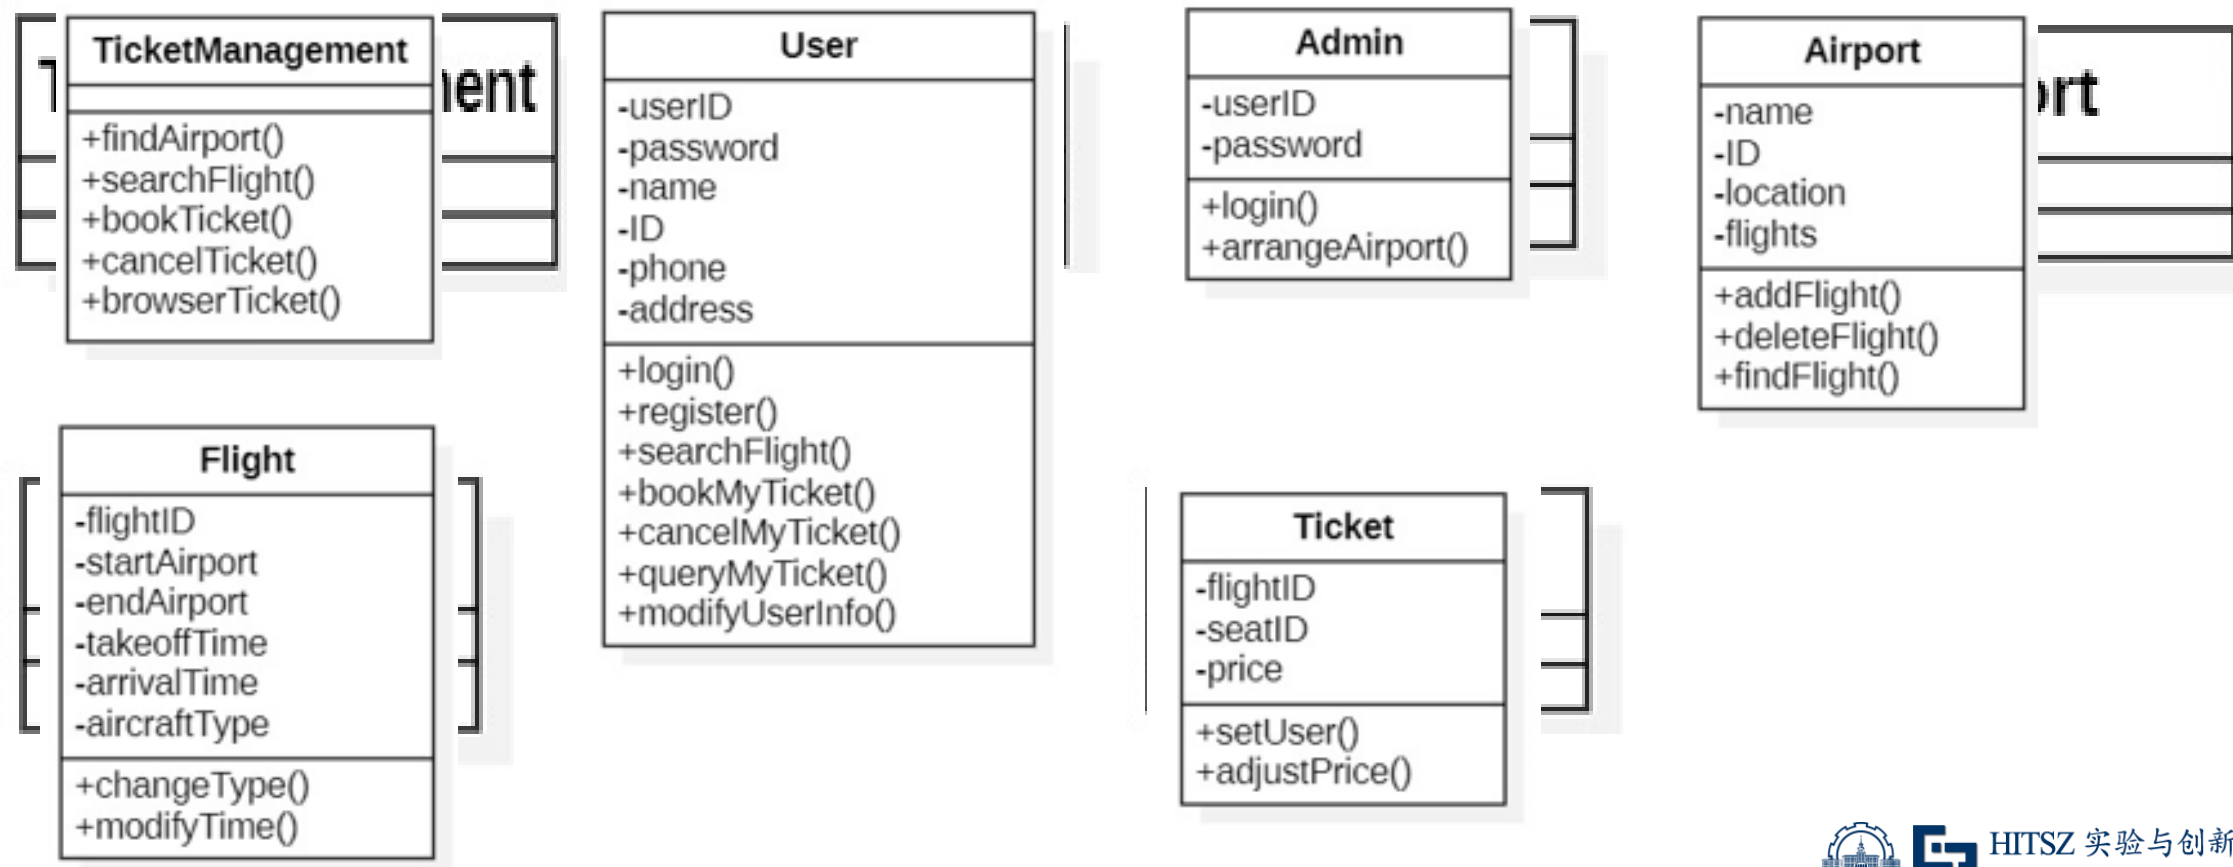 TicketManagement
+findAirport()
+searchFlight()
+bookTicket()
+cancelTicket()
+browserTicket()
User
-userID
-password
-name
-ID
-phone
-address
+login()
+register()
+searchFlight()
+bookMyTicket()
+cancelMyTicket()
+queryMyTicket()
+modifyUserInfo()
Admin
-userID
-password
+login()
+arrangeAirport()
Airport
-name
-ID
-location
-flights
+addFlight()
+deleteFlight()
+findFlight()
Flight
-flightID
-startAirport
-endAirport
-takeoffTime
-arrivalTime
-aircraftType
+changeType()
+modifyTime()
Ticket
-flightID
-seatID
-price
+setUser()
+adjustPrice()
HITSZ 实验与创新